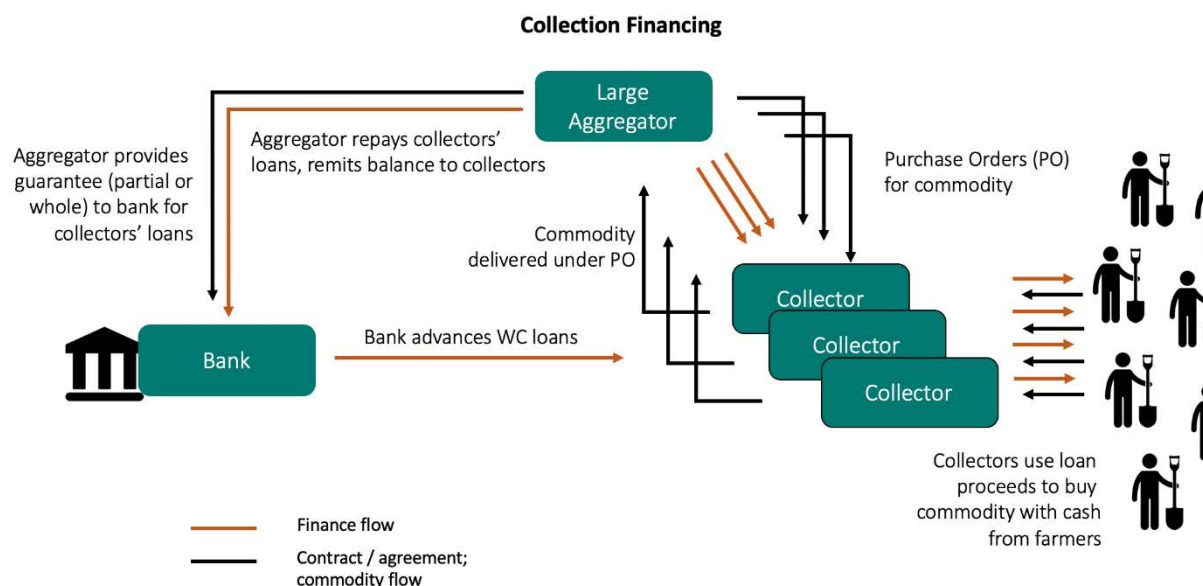 Collection Financing
Large
Aggregator
Aggregator repays collectors’
loans, remits balance to collectors
Aggregator provides
guarantee (partial or
whole) to bank for
collectors’ loans
Purchase Orders (PO)
for commodity
Commodity
delivered under PO
Collector
Collector
Collector
Bank
Bank advances WC loans
Collectors use loan
proceeds to buy
commodity with cash
from farmers
Finance flow
Contract / agreement;
commodity flow